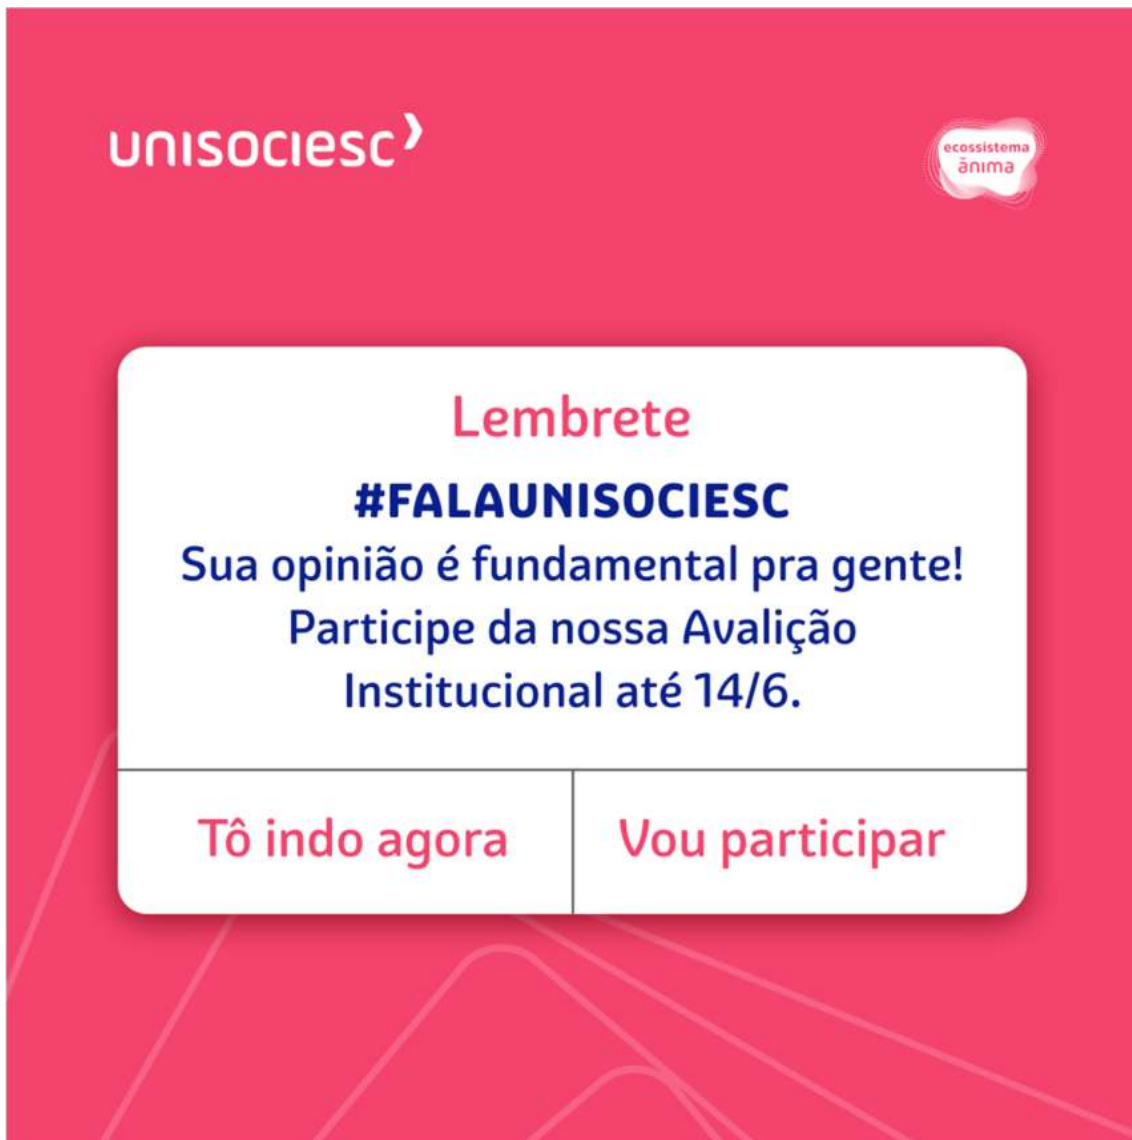 unisociesc
ecossistema
ânima
Lembrete
#FALAUNISOCIESC
Sua opinião é fundamental pra gente!
Participe da nossa Avalição
Institucional até 14/6.
Tô indo agora
Vou participar